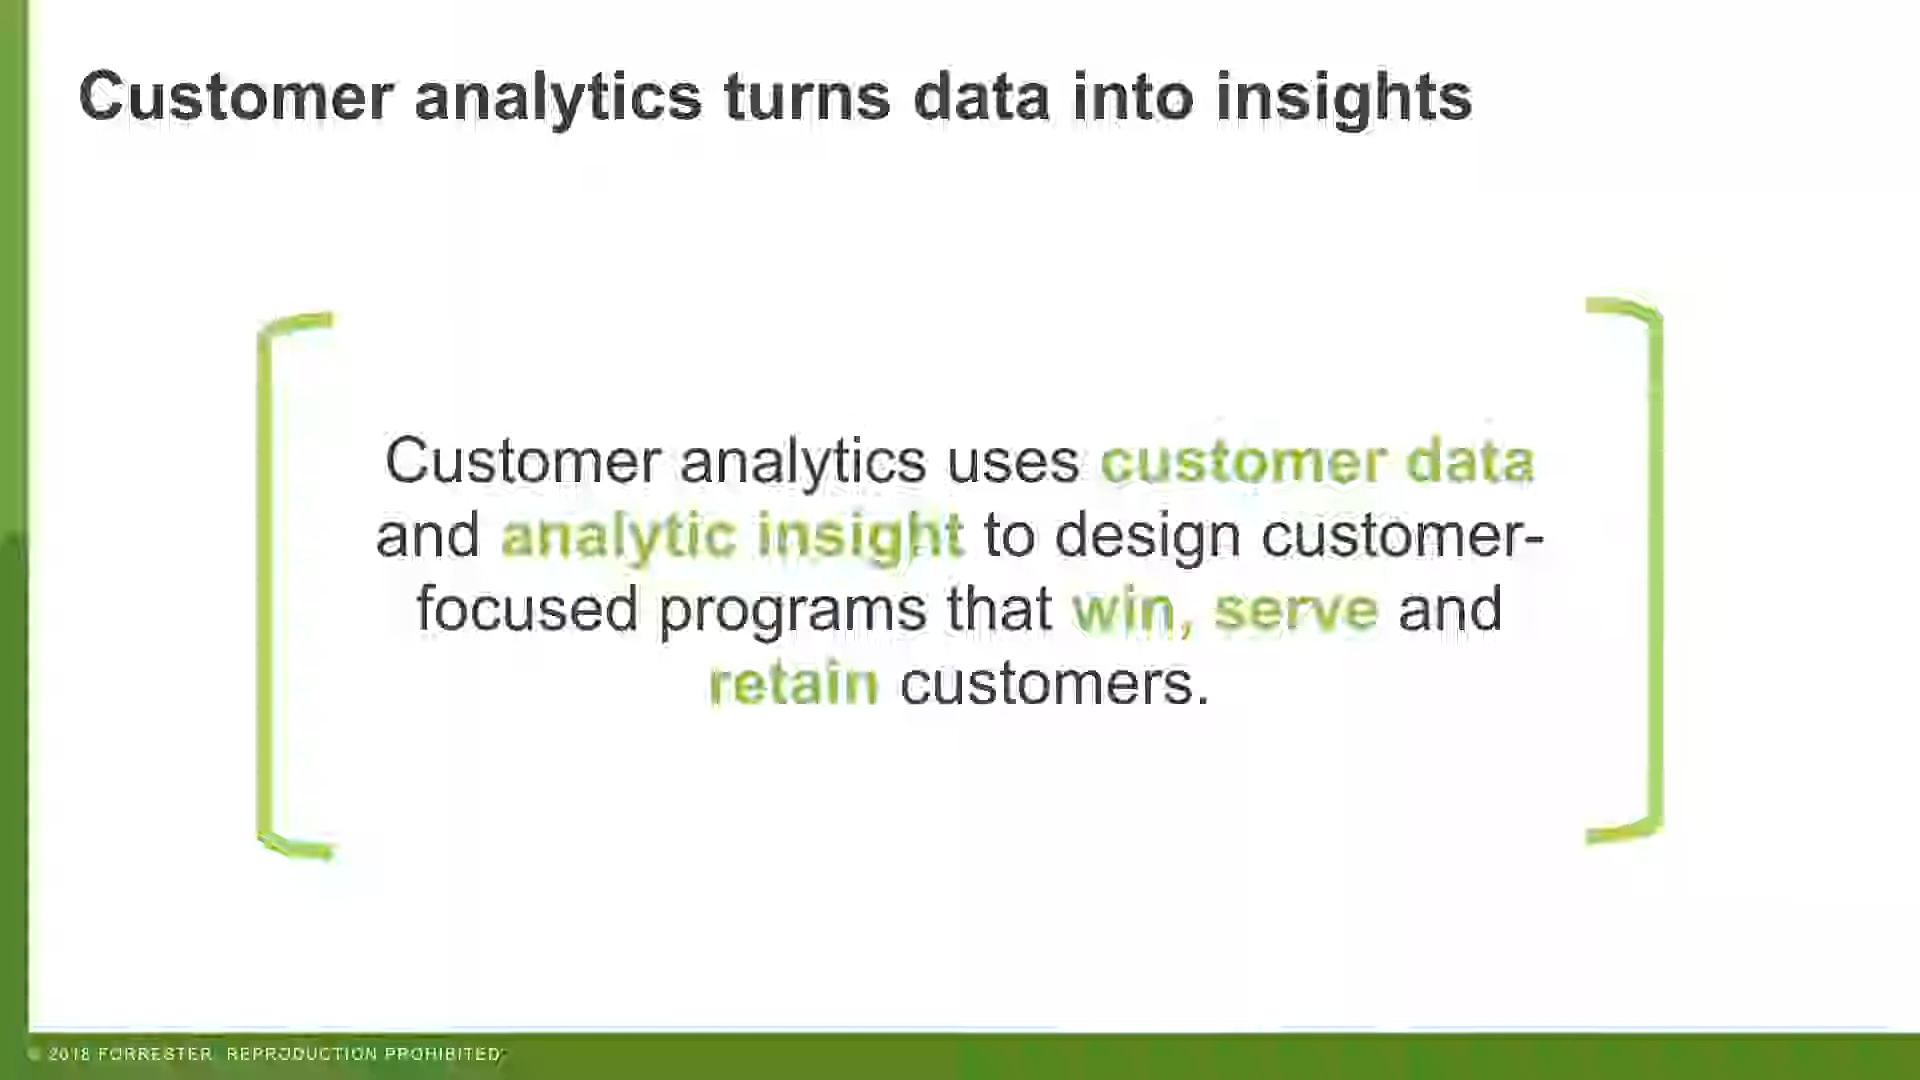 Customer analytics turns data into insights
Customer analytics uses customer data
and analytic insight to design customer-
focused programs that win, serve and
retain customers.
© 2018 FORRESTER. REPRODUCTION PROHIBITED.